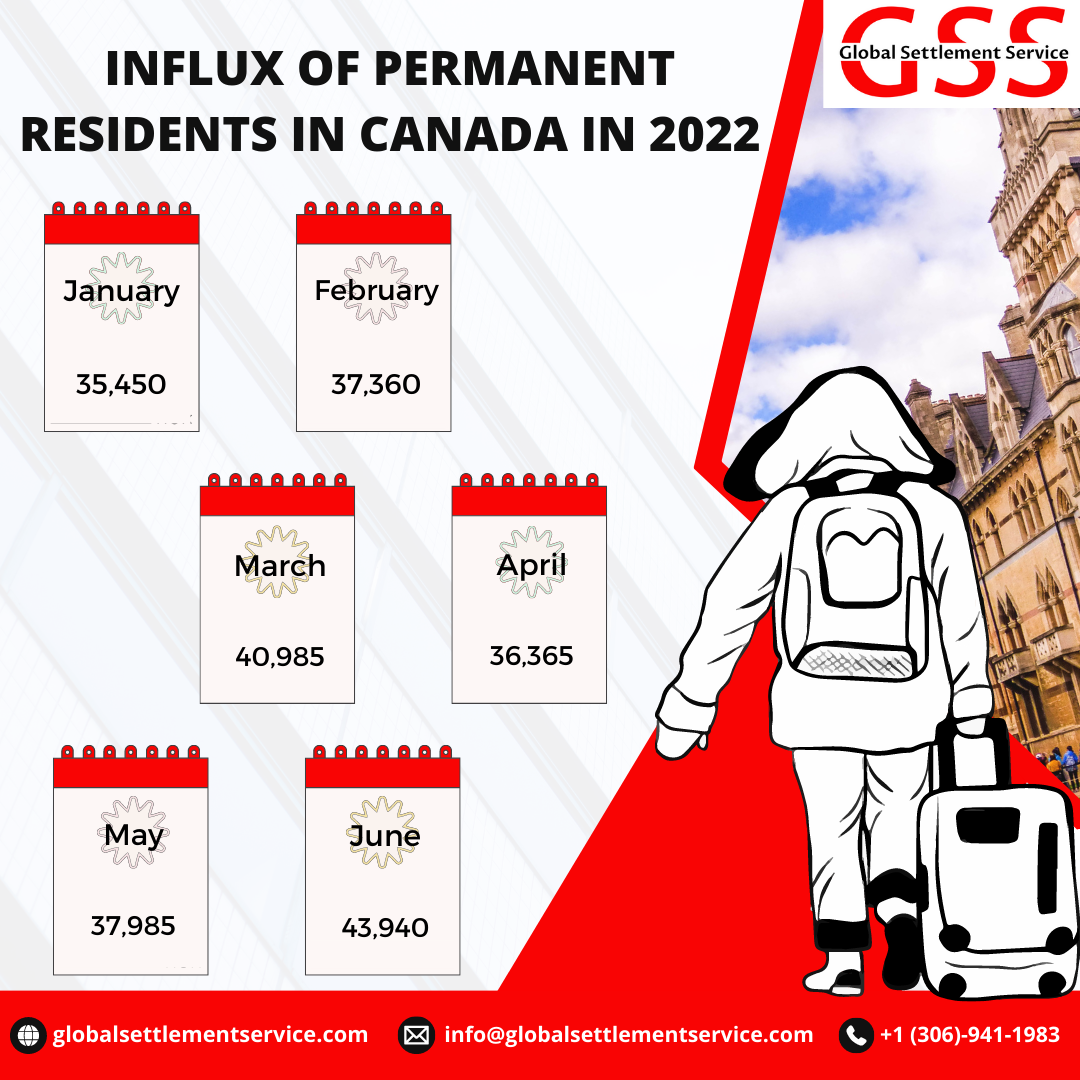 GSS
Global Settlement Service
INFLUX OF PERMANENT
RESIDENTS IN CANADA IN 2022
January
35,450
February
37,360
March
40,985
April
36,365
May
37,985
June
43,940
globalsettlementservice.com
info@globalsettlementservice.com
+1 (306)-941-1983